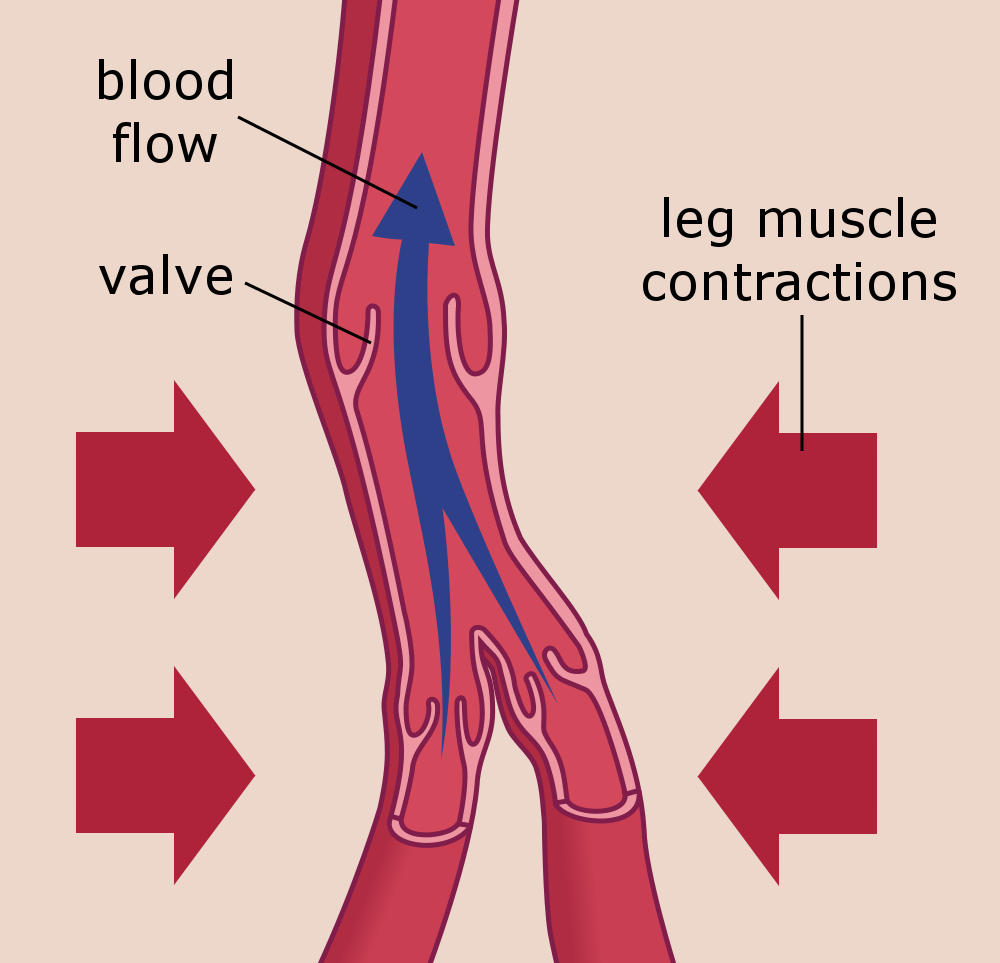 blood
flow
valve
leg muscle
contractions